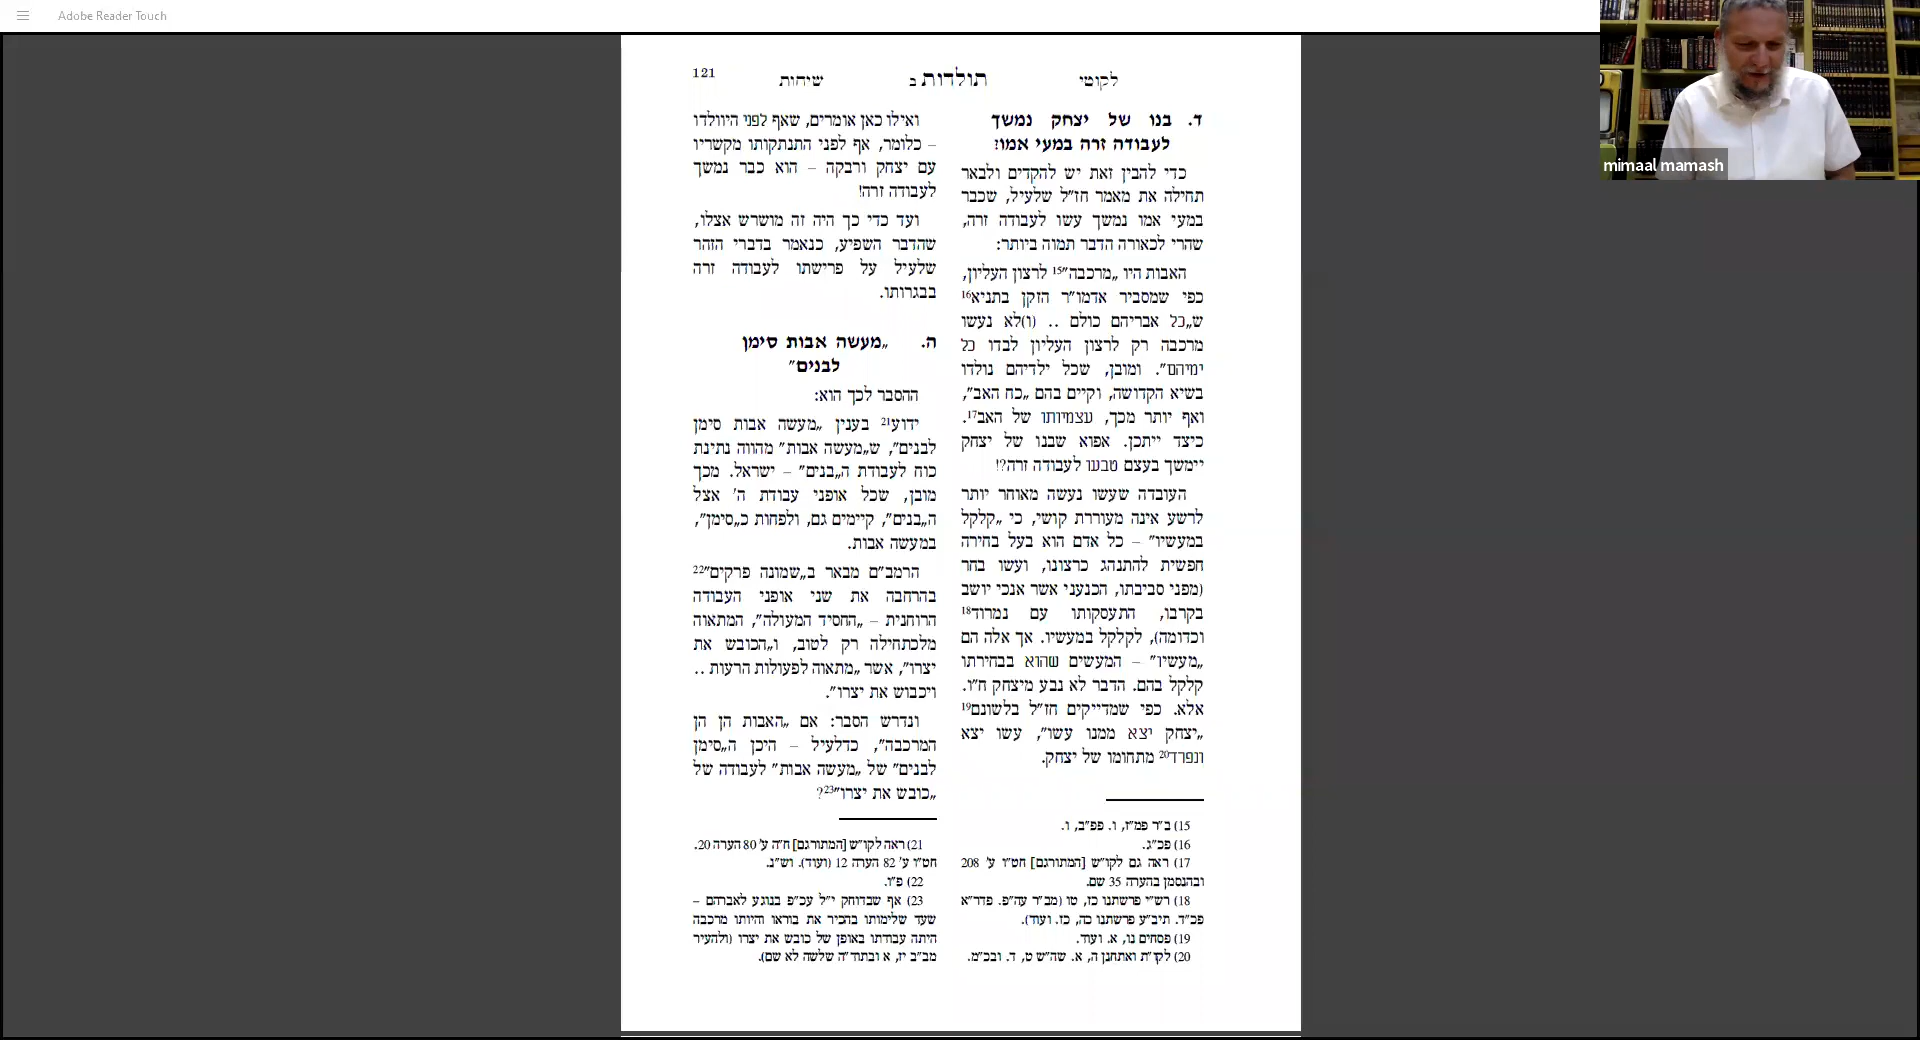 Adobe Reader Touch
mimaal mamash
לקוטי תולדות ב שיחות 121
ד. בנו של יצחק נמשך
לעבודה זרה במעי אמו?
כדי להבין זאת יש להקדים ולבאר
תחילה את מאמר חז״ל שלעיל, שכבר
במעי אמו נמשך עשו לעבודה זרה,
שהרי לכאורה הדבר תמוה ביותר:
האבות היו „מרכבה״15 לרצון העליון,
כפי שמסביר אדמו״ר הזקן בתניא16
ש„כל אבריהם כולם .. (ו)לא נעשו
מרכבה רק לרצון העליון לבדו כל
ימיהם״. ומובן, שכל ילדיהם נולדו
בשיא הקדושה, וקיים בהם „כח האב״,
ואף יותר מכך, עצמיותו של האב17.
כיצד ייתכן. אפוא שבנו של יצחק
יימשך בעצם טבעו לעבודה זרה?!
העובדה שעשו נעשה מאוחר יותר
לרשע אינה מעוררת קושי, כי „קלקל
במעשיו״ – כל אדם הוא בעל בחירה
חפשית להתנהג כרצונו, ועשו בחר
(מפני סביבתו, הכנעני אשר אנכי יושב
בקרבו, התעסקותו עם נמרוד18
וכדומה), לקלקל במעשיו. אך אלה הם
„מעשיו״ – המעשים שהוא בבחירתו
קלקל בהם. הדבר לא נבע מיצחק ח״ו.
אלא. כפי שמדייקים חז״ל בלשונם19
„יצחק יצא ממנו עשו״, עשו יצא
ונפרד20 מתחומו של יצחק.
15) ב״ר פמ״ז, ו. פפ״ב, ו.
16) פכ״ג.
17) ראה גם לקו״ש [המתורגם] חט״ו ע׳ 208
ובהנסמן בהערה 35 שם.
18) רש״י פרשתנו כז, טו (מב״ר עה״פ. פדר״א
פכ״ד. תיב״ע פרשתנו כה, כז. ועוד).
19) פסחים נו, א. ועוד.
20) לקו״ת ואתחנן ה, א. שה״ש ט, ד. ובכ״מ.
ואילו כאן אומרים, שאף לפני היוולדו
– כלומר, אף לפני התנתקותו מקשריו
עם יצחק ורבקה – הוא כבר נמשך
לעבודה זרה!
ועד כדי כך היה זה מושרש אצלו,
שהדבר השפיע, כנאמר בדברי הזהר
שלעיל על פרישתו לעבודה זרה
בבגרותו.
ה. „מעשה אבות סימן
לבנים״
ההסבר לכך הוא:
ידוע21 בענין „מעשה אבות סימן
לבנים״, ש„מעשה אבות״ מהווה נתינת
כוח לעבודת ה„בנים״ – ישראל. מכך
מובן, שכל אופני עבודת ה׳ אצל
ה„בנים״, קיימים גם, ולפחות כ„סימן״,
במעשה אבות.
הרמב״ם מבאר ב„שמונה פרקים״22
בהרחבה את שני אופני העבודה
הרוחנית – „החסיד המעולה״, המתאוה
מלכתחילה רק לטוב, ו„הכובש את
יצרו״, אשר „מתאוה לפעולות הרעות ..
ויכבוש את יצרו״.
ונדרש הסבר: אם „האבות הן הן
המרכבה״, כדלעיל – היכן ה„סימן
לבנים״ של „מעשה אבות״ לעבודה של
„כובש את יצרו״23?
21) ראה לקו״ש [המתורגם] ח״ה ע׳ 80 הערה 20.
חט״ו ע׳ 82 הערה 12 (ועוד). וש״נ.
22) פ״ו.
23) אף שבדוחק י״ל עכ״פ בנוגע לאברהם –
שעד שלימותו בהכיר את בוראו והיותו מרכבה
היתה עבודתו באופן של כובש את יצרו (ולהעיר
מב״ב יז, א ובתוד״ה שלשה לא שם).